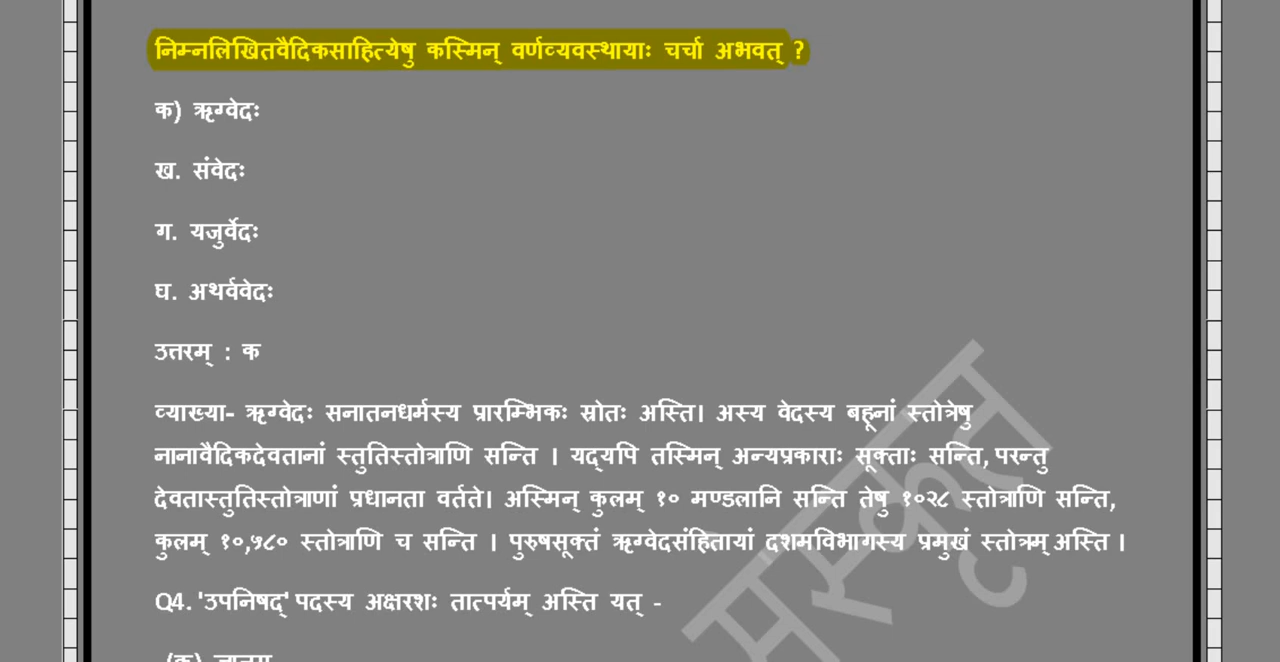 निम्नलिखितवैदिकसाहित्येषु कस्मिन् वर्णव्यवस्थायाः चर्चा अभवत् ?
क) ऋग्वेदः
ख. संवेदः
ग. यजुर्वेदः
घ. अथर्ववेदः
उत्तरम् : क
व्याख्या- ऋग्वेदः सनातनधर्मस्य प्रारम्भिकः स्रोतः अस्ति। अस्य वेदस्य बहूनां स्तोत्रेषु
नानावैदिकदेवतानां स्तुतिस्तोत्राणि सन्ति । यद्यपि तस्मिन् अन्यप्रकाराः सूक्ताः सन्ति, परन्तु
देवतास्तुतिस्तोत्राणां प्रधानता वर्तते। अस्मिन् कुलम् १० मण्डलानि सन्ति तेषु १०२८ स्तोत्राणि सन्ति,
कुलम् १०,५८० स्तोत्राणि च सन्ति । पुरुषसूक्तं ऋग्वेदसंहितायां दशमविभागस्य प्रमुखं स्तोत्रम् अस्ति ।
Q4. 'उपनिषद्' पदस्य अक्षरशः तात्पर्यम् अस्ति यत् -